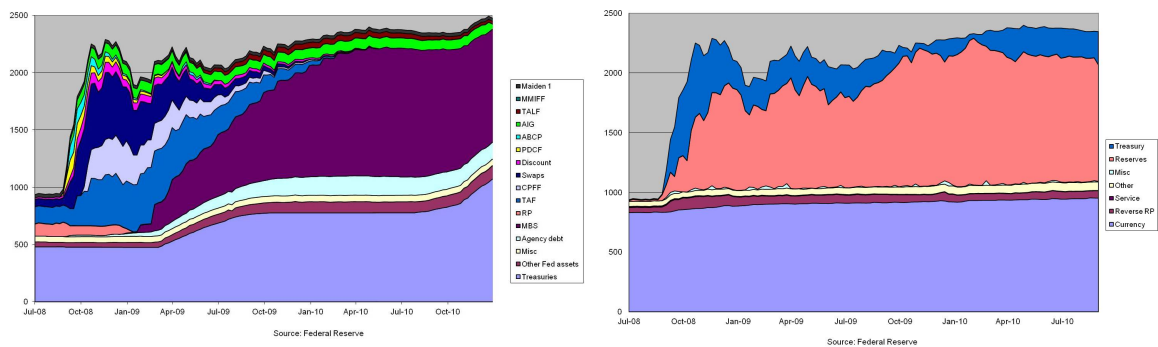 2500
2000
1500
1000
500
0
Jul-08 Oct-08 Jan-09 Apr-09 Jul-09 Oct-09 Jan-10 Apr-10 Jul-10 Oct-10
Source: Federal Reserve
Maiden 1
MMIFF
TALF
AIG
ABCP
PDCF
Discount
Swaps
CPFF
TAF
RP
MBS
Agency debt
Misc
Other Fed assets
Treasuries
2500
2000
1500
1000
500
0
Jul-08 Oct-08 Jan-09 Apr-09 Jul-09 Oct-09 Jan-10 Apr-10 Jul-10
Source: Federal Reserve
Treasury
Reserves
Misc
Other
Service
Reverse RP
Currency